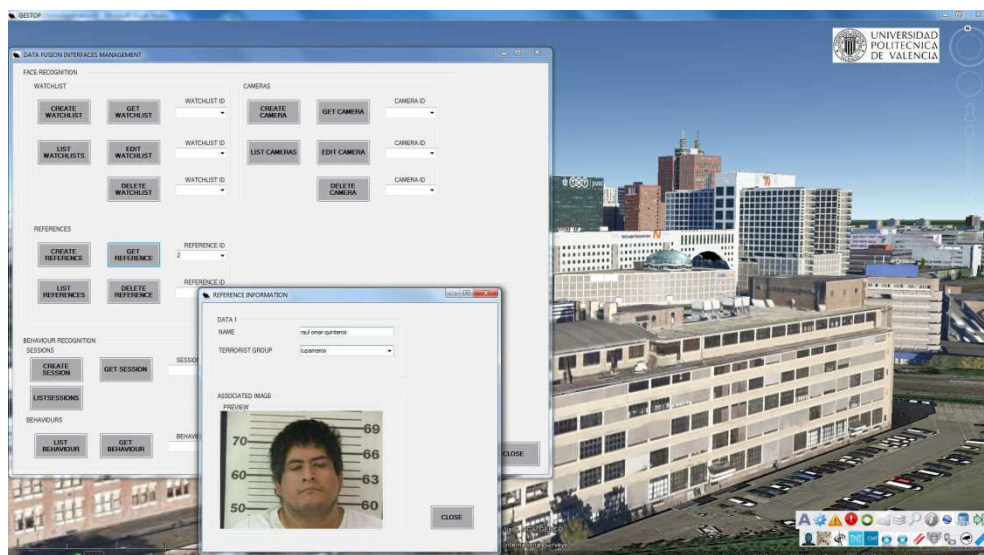 GESTOP
UNIVERSIDAD
POLITECNICA
DE VALENCIA
DATA FUSION INTERFACES MANAGEMENT
FACE RECOGNITION
WATCHLIST
CAMERAS
CREATE
WATCHLIST
GET
WATCHLIST
WATCHLIST ID
CREATE
CAMERA
GET CAMERA
CAMERA ID
LIST
WATCHLISTS
EDIT
WATCHLIST
WATCHLIST ID
LIST CAMERAS
EDIT CAMERA
CAMERA ID
DELETE
WATCHLIST
WATCHLIST ID
DELETE
CAMERA
CAMERA ID
REFERENCES
CREATE
REFERENCE
GET
REFERENCE
REFERENCE ID
2
LIST
REFERENCES
DELETE
REFERENCE
REFERENCE ID
REFERENCE INFORMATION
DATA 1
NAME
raul omar quinteros
TERRORIST GROUP
tupamaros
ASSOCIATED IMAGE
PREVIEW
70
69
66
60
63
50
60
CLOSE
BEHAVIOUR RECOGNITION
SESSIONS
CREATE
SESSION
GET SESSION
LISTSESSIONS
BEHAVIOURS
LIST
BEHAVIOUR
GET
BEHAVIOUR
CLOSE
post